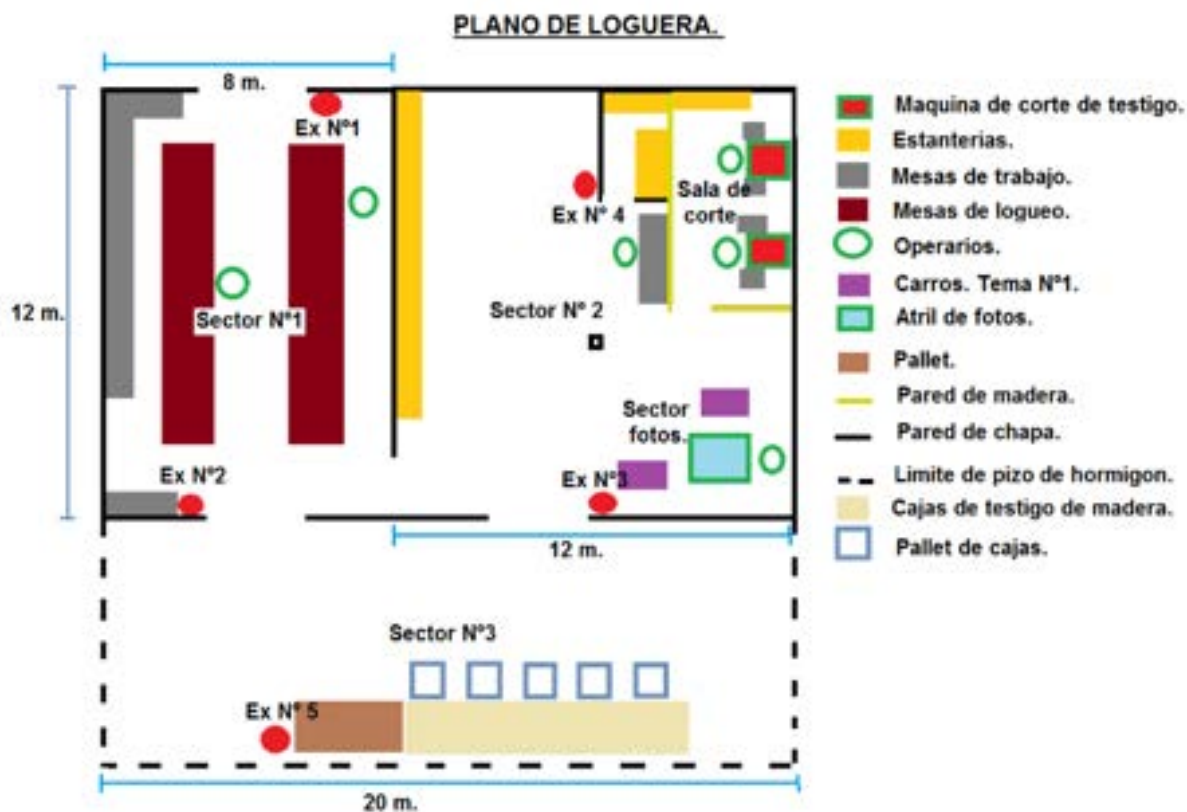 PLANO DE LOGUERA.
8 m.
Ex Nº1
Ex Nº 4
Sala de
corte
12 m.
Sector Nº1
Sector Nº 2
Sector
fotos.
Ex Nº2
Ex Nº3
12 m.
Sector Nº3
Ex Nº 5
20 m.
Maquina de corte de testigo.
Estanterías.
Mesas de trabajo.
Mesas de logueo.
Operarios.
Carros. Tema Nº1.
Atril de fotos.
Pallet.
Pared de madera.
Pared de chapa.
Limite de pizo de hormigon.
Cajas de testigo de madera.
Pallet de cajas.